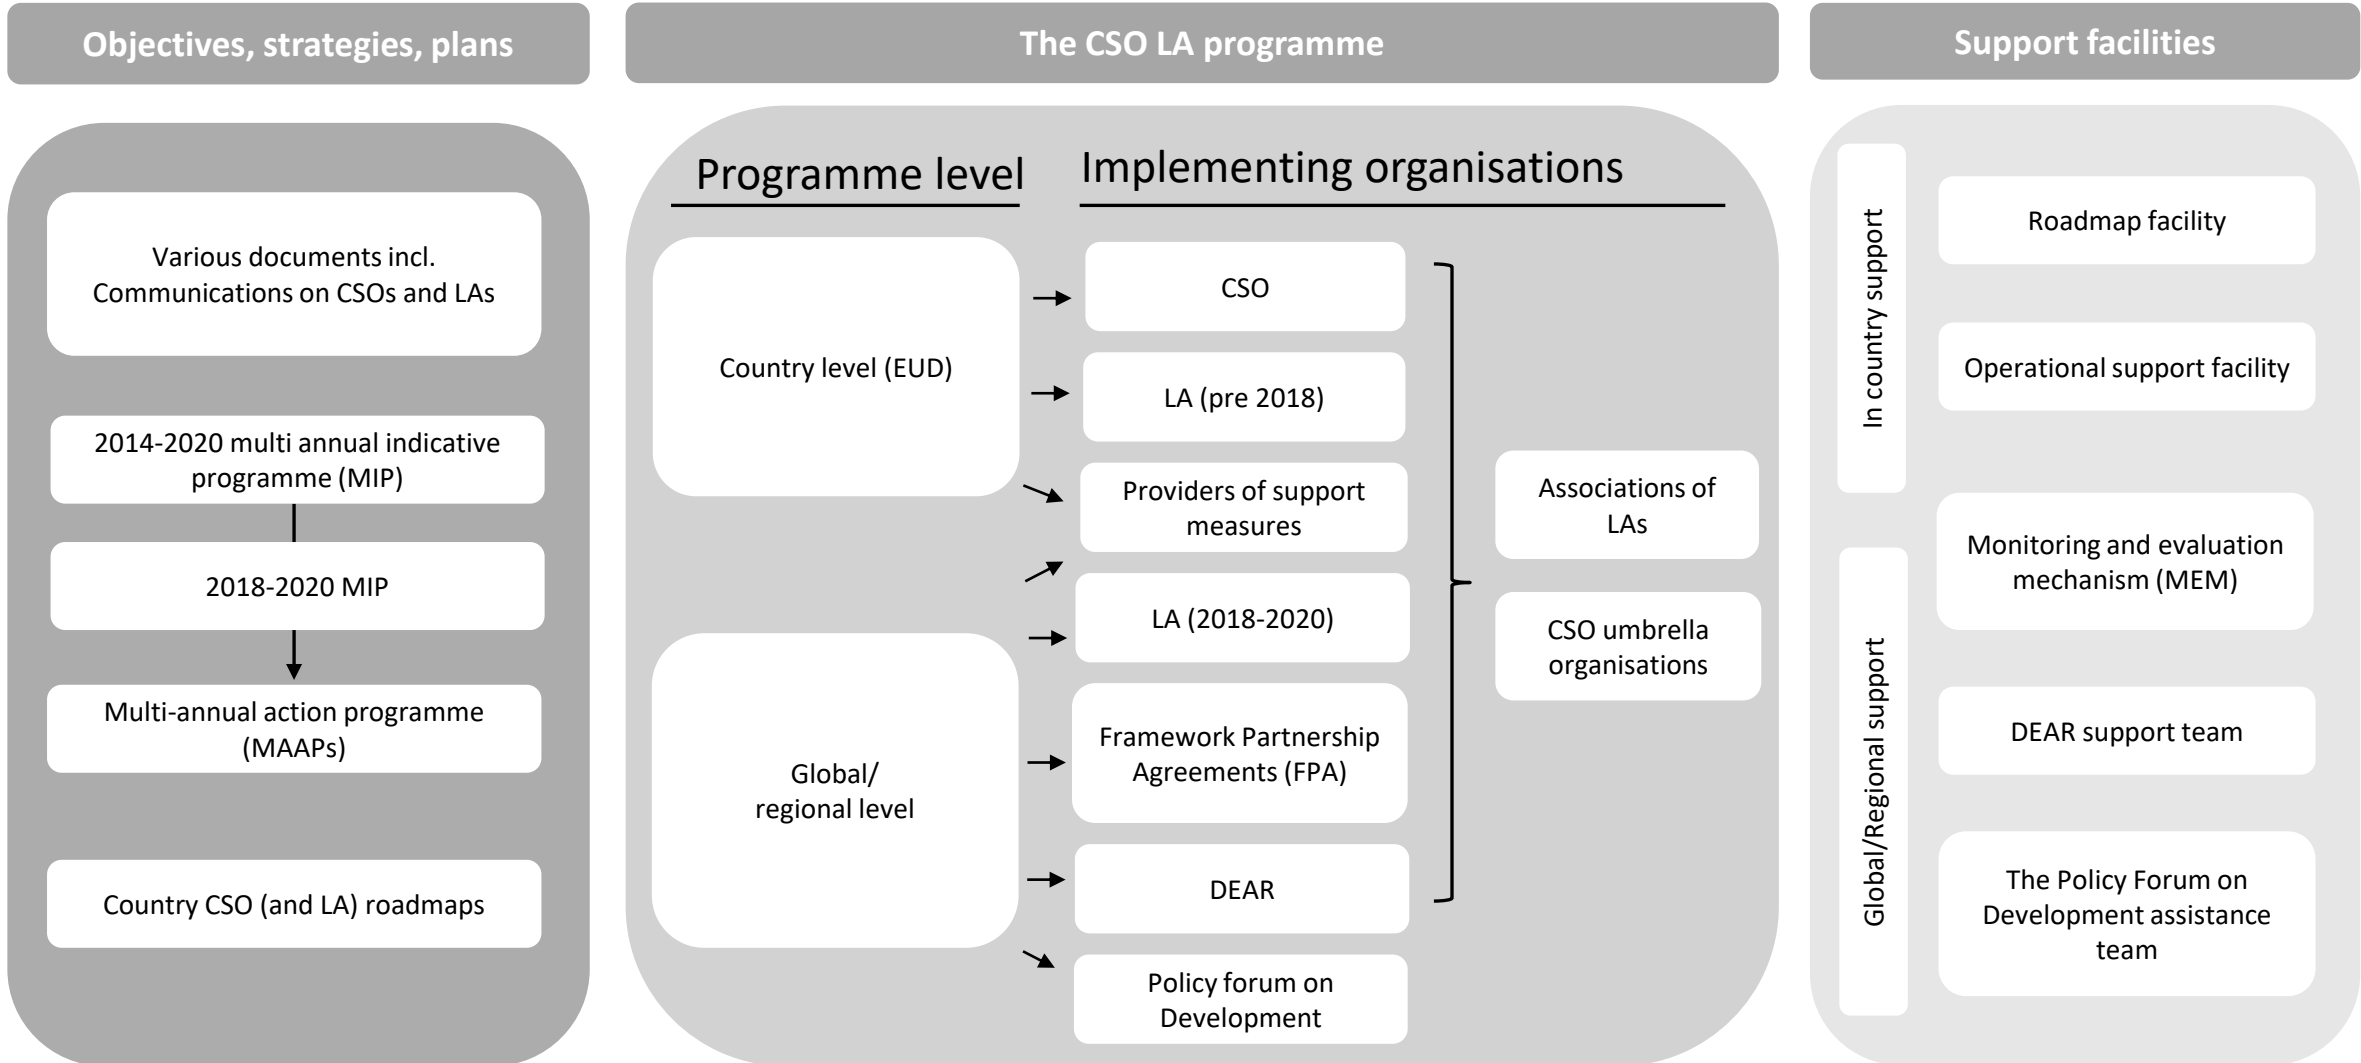 Objectives, strategies, plans
Various documents incl.
Communications on CSOs and LAs
2014-2020 multi annual indicative
programme (MIP)
2018-2020 MIP
Multi-annual action programme
(MAAPs)
Country CSO (and LA) roadmaps
The CSO LA programme
Programme level
Implementing organisations
Country level (EUD)
Global/
regional level
CSO
LA (pre 2018)
Providers of support
measures
LA (2018-2020)
Framework Partnership
Agreements (FPA)
DEAR
Policy forum on
Development
Associations of
LAs
CSO umbrella
organisations
Support facilities
In country support
Roadmap facility
Operational support facility
Global/Regional support
Monitoring and evaluation
mechanism (MEM)
DEAR support team
The Policy Forum on
Development assistance
team